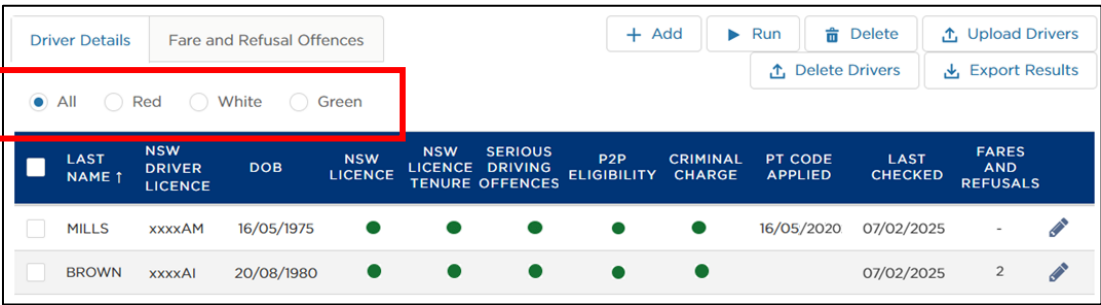 Driver Details Fare and Refusal Offences + Add Run Delete Upload Drivers
Delete Drivers Export Results
All Red White Green
LAST NAME ↑ NSW DRIVER LICENCE DOB NSW LICENCE NSW LICENCE TENURE SERIOUS DRIVING OFFENCES P2P ELIGIBILITY CRIMINAL CHARGE PT CODE APPLIED LAST CHECKED FARES AND REFUSALS
MILLS xxxxAM 16/05/1975 16/05/2020 07/02/2025 -
BROWN xxxxAI 20/08/1980 07/02/2025 2